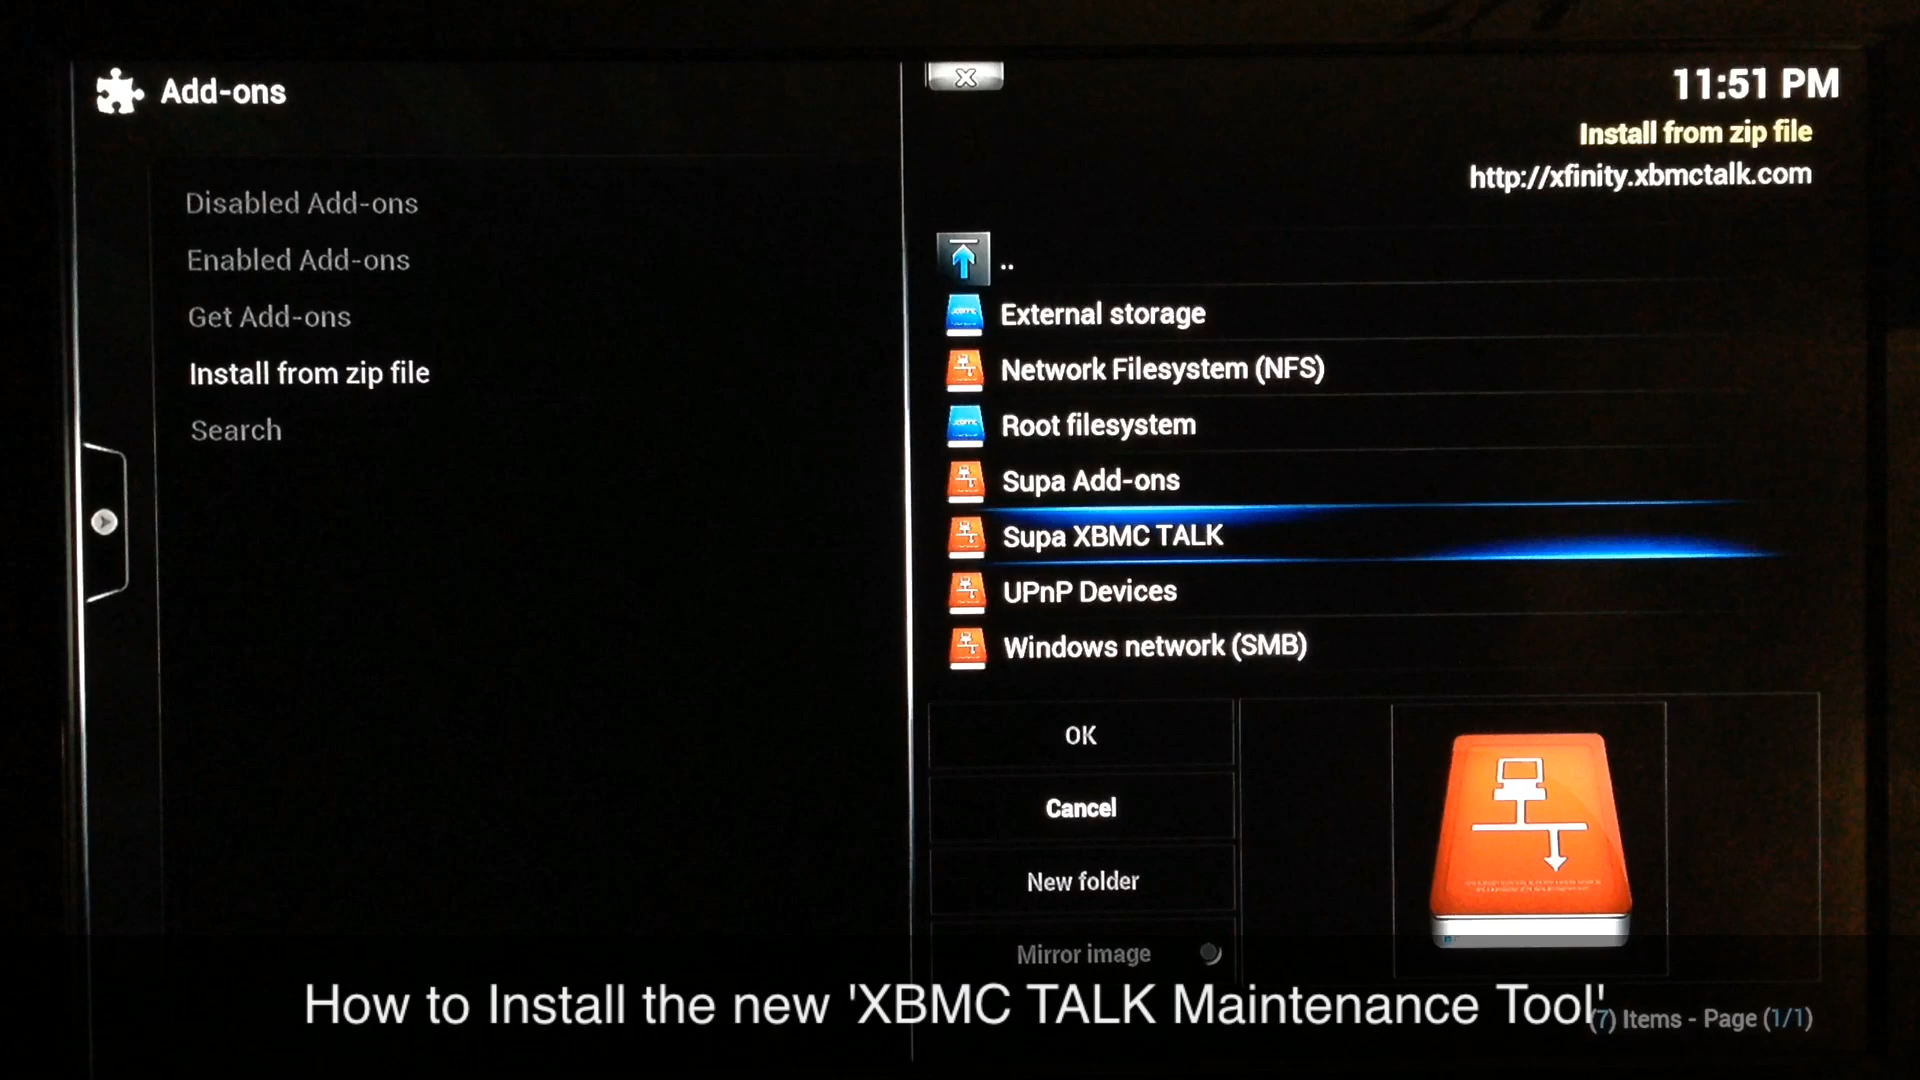 Add-ons
Disabled Add-ons
Enabled Add-ons
Get Add-ons
Install from zip file
Search
11:51 PM
Install from zip file
http://xfinity.xbmctalk.com
..
External storage
Network Filesystem (NFS)
Root filesystem
Supa Add-ons
Supa XBMC TALK
UPnP Devices
Windows network (SMB)
OK
Cancel
New folder
Mirror image
How to Install the new 'XBMC TALK Maintenance Tool'
(7) Items - Page (1/1)